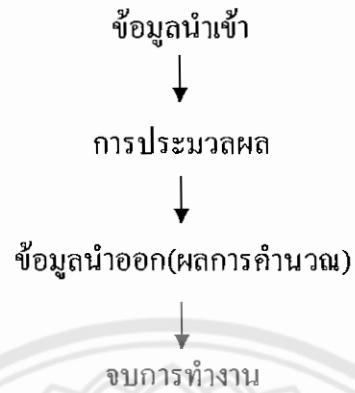 ข้อมูลนำเข้า
การประมวลผล
ข้อมูลนำออก(ผลการคำนวณ)
จบการทำงาน